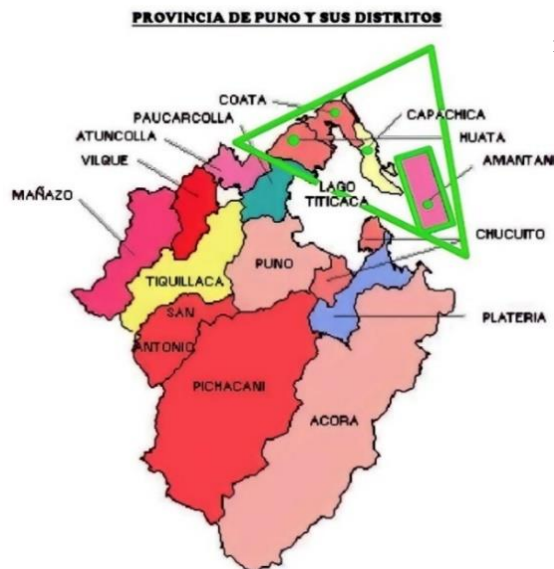 PROVINCIA DE PUNO Y SUS DISTRITOS
COATA
PAUCARCOLLA
CAPACHICA
ATUNCOLLA
HUATA
VILQUE
AMANTANI
LAGO
TITICACA
MAÑAZO
CHUCUITO
PUNO
TIQUILLACA
SAN
ANTONIO
PLATERIA
PICHACANI
ACORA